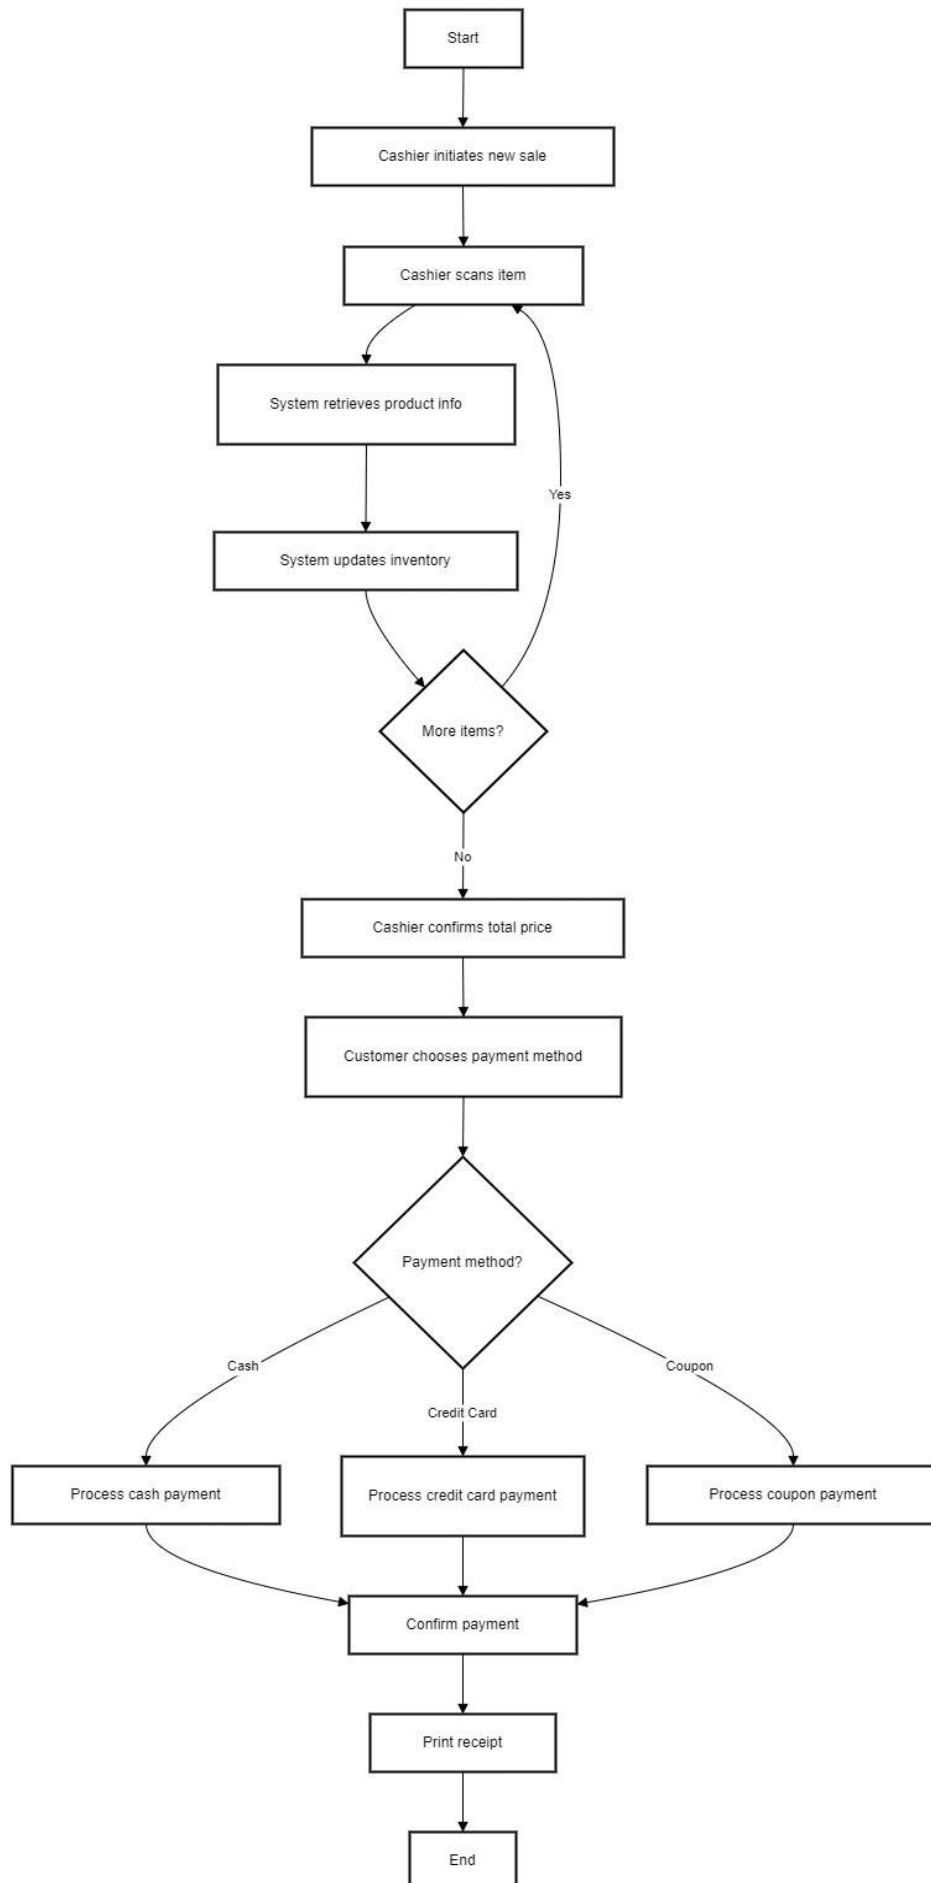 Start
Cashier initiates new sale
Cashier scans item
System retrieves product info
Yes
System updates inventory
More items?
No
Cashier confirms total price
Customer chooses payment method
Payment method?
Cash
Coupon
Credit Card
Process cash payment
Process credit card payment
Process coupon payment
Confirm payment
Print receipt
End